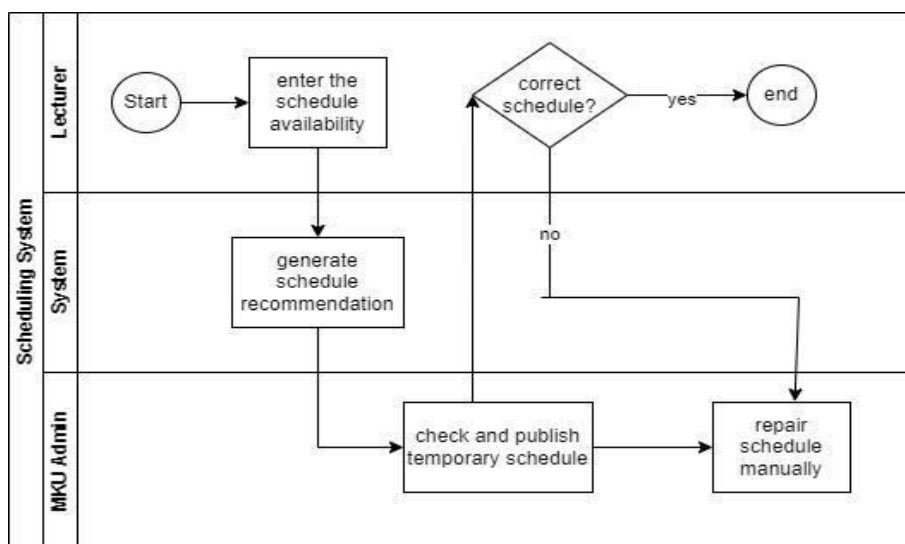 Scheduling System
Lecturer
Start
enter the
schedule
availability
correct
schedule?
yes
end
System
no
generate
schedule
recommendation
MKU Admin
check and publish
temporary schedule
repair
schedule
manually